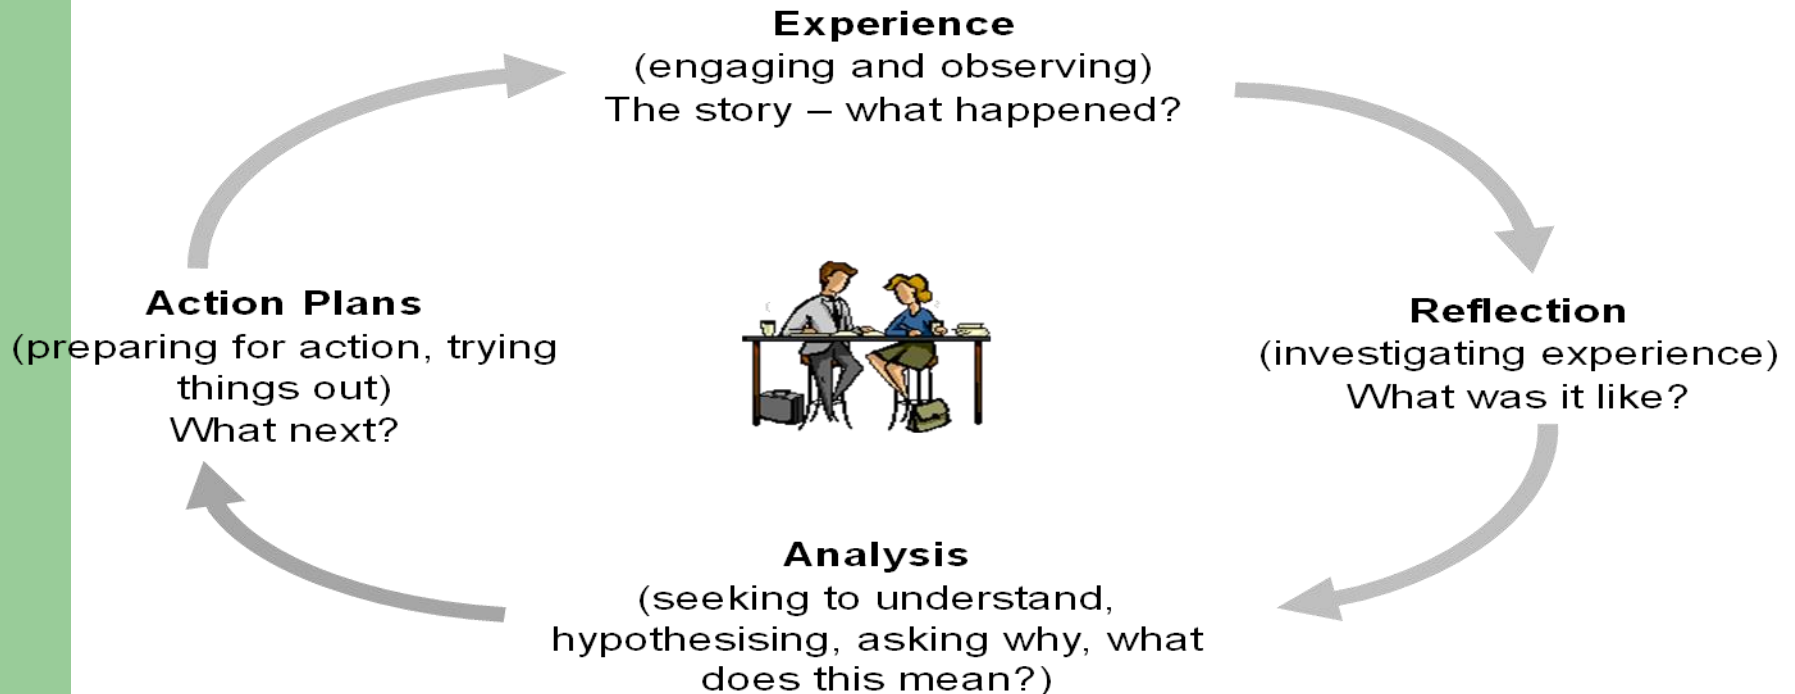 Experience
(engaging and observing)
The story – what happened?
Action Plans
(preparing for action, trying
things out)
What next?
Reflection
(investigating experience)
What was it like?
Analysis
(seeking to understand,
hypothesising, asking why, what
does this mean?)